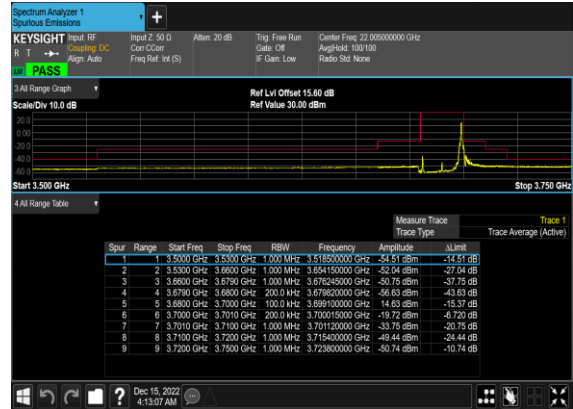 Spectrum Analyzer 1
Spurious Emissions
KEYSIGHT Input: RF Input Z: 50 Ω Atten: 20 dB Trig: Free Run Center Freq: 22.005000000 GHz
R T Coupling: DC Corr CCorr Gate: Off Avg|Hold: 100/100
Align: Auto Freq Ref: Int (S) IF Gain: Low Radio Std: None
PASS
3 All Range Graph
Ref Lvl Offset 15.60 dB
Scale/Div 10.0 dB Ref Value 30.00 dBm
20.0
0.00
-20.0
-40.0
-60.0
Start 3.500 GHz Stop 3.750 GHz
4 All Range Table
Measure Trace Trace 1
Trace Type Trace Average (Active)
Spur Range Start Freq Stop Freq RBW Frequency Amplitude ΔLimit
1 1 3.5000 GHz 3.5300 GHz 1.000 MHz 3.518500000 GHz -54.51 dBm -14.51 dB
2 2 3.5300 GHz 3.6600 GHz 1.000 MHz 3.654150000 GHz -52.04 dBm -27.04 dB
3 3 3.6600 GHz 3.6790 GHz 1.000 MHz 3.676245000 GHz -50.75 dBm -37.75 dB
4 4 3.6790 GHz 3.6800 GHz 200.0 kHz 3.679820000 GHz -56.63 dBm -43.63 dB
5 5 3.6800 GHz 3.7000 GHz 100.0 kHz 3.699100000 GHz 14.63 dBm -15.37 dB
6 6 3.7000 GHz 3.7010 GHz 200.0 kHz 3.700015000 GHz -19.72 dBm -6.720 dB
7 7 3.7010 GHz 3.7100 GHz 1.000 MHz 3.701120000 GHz -33.75 dBm -20.75 dB
8 8 3.7100 GHz 3.7200 GHz 1.000 MHz 3.715400000 GHz -49.44 dBm -24.44 dB
9 9 3.7200 GHz 3.7500 GHz 1.000 MHz 3.723800000 GHz -50.74 dBm -10.74 dB
? Dec 15, 2022
4:13:07 AM